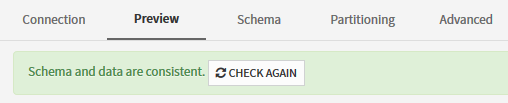 Connection Preview Schema Partitioning Advanced
Schema and data are consistent. CHECK AGAIN